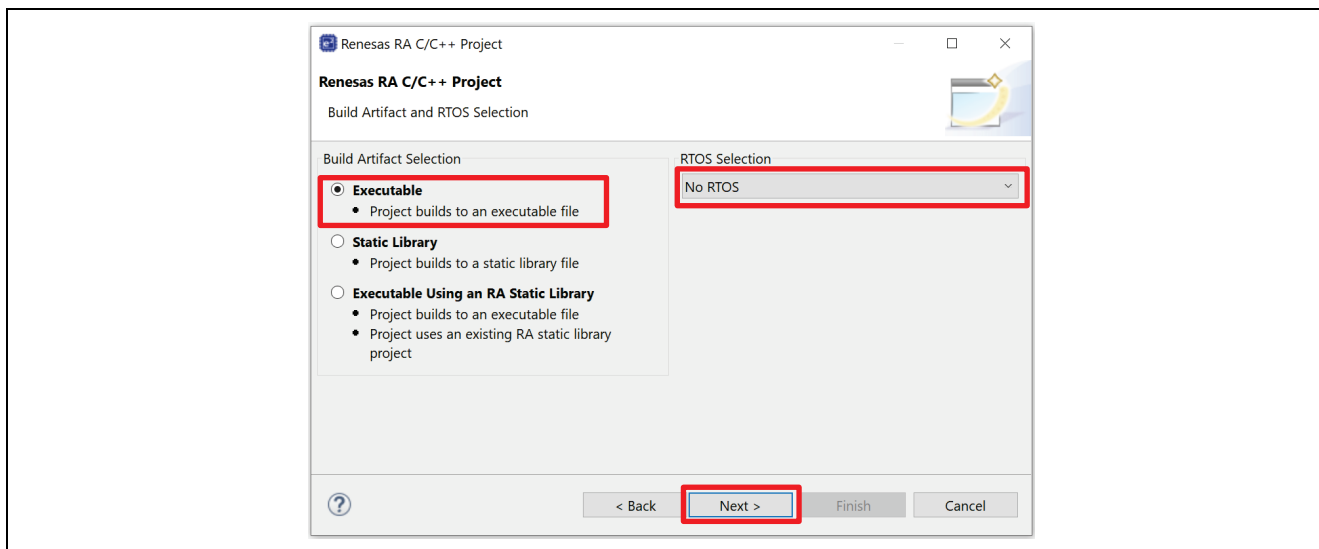 Renesas RA C/C++ Project
Renesas RA C/C++ Project
Build Artifact and RTOS Selection
Build Artifact Selection
Executable
• Project builds to an executable file
Static Library
• Project builds to a static library file
Executable Using an RA Static Library
• Project builds to an executable file
• Project uses an existing RA static library
project
RTOS Selection
No RTOS
?
< Back
Next >
Finish
Cancel